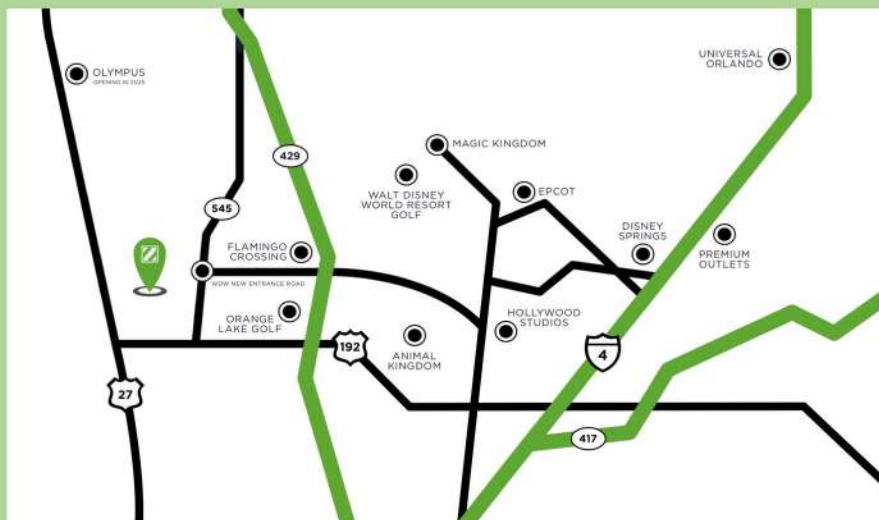 OLYMPUS
OPENING IN 2025
UNIVERSAL
ORLANDO
429
MAGIC KINGDOM
WALT DISNEY
WORLD RESORT
GOLF
EPCOT
545
FLAMINGO
CROSSING
DISNEY
SPRINGS
PREMIUM
OUTLETS
NOW NEW ENTRANCE ROAD
ORANGE
LAKE GOLF
HOLLYWOOD
STUDIOS
192
ANIMAL
KINGDOM
4
27
417